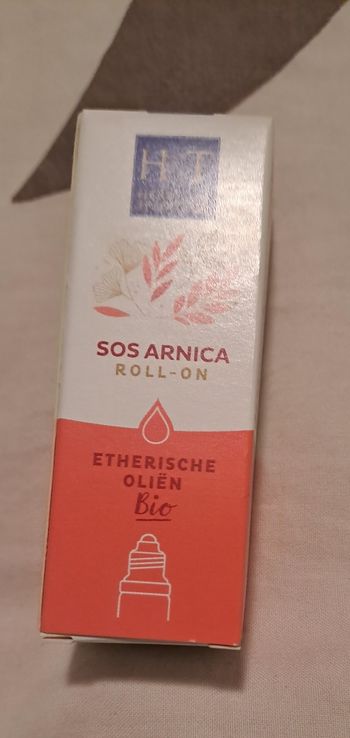 HT
SOS ARNICA
ROLL-ON
ETHERISCHE
OLIËN
Bio